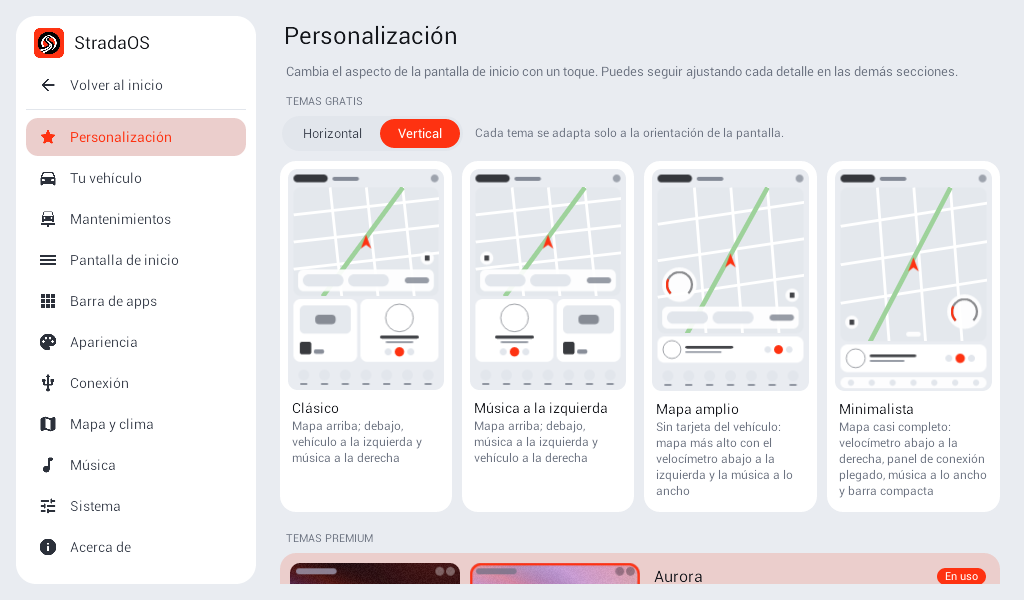 StradaOS
Volver al inicio
Personalización
Tu vehículo
Mantenimientos
Pantalla de inicio
Barra de apps
Apariencia
Conexión
Mapa y clima
Música
Sistema
Acerca de
Personalización
Cambia el aspecto de la pantalla de inicio con un toque. Puedes seguir ajustando cada detalle en las demás secciones.
TEMAS GRATIS
Horizontal
Vertical
Cada tema se adapta solo a la orientación de la pantalla.
Clásico
Mapa arriba; debajo,
vehículo a la izquierda y
música a la derecha
Música a la izquierda
Mapa arriba; debajo,
música a la izquierda y
vehículo a la derecha
Mapa amplio
Sin tarjeta del vehículo:
mapa más alto con el
velocímetro abajo a la
izquierda y la música a lo
ancho
Minimalista
Mapa casi completo:
velocímetro abajo a la
derecha, panel de conexión
plegado, música a lo ancho
y barra compacta
TEMAS PREMIUM
Aurora
En uso